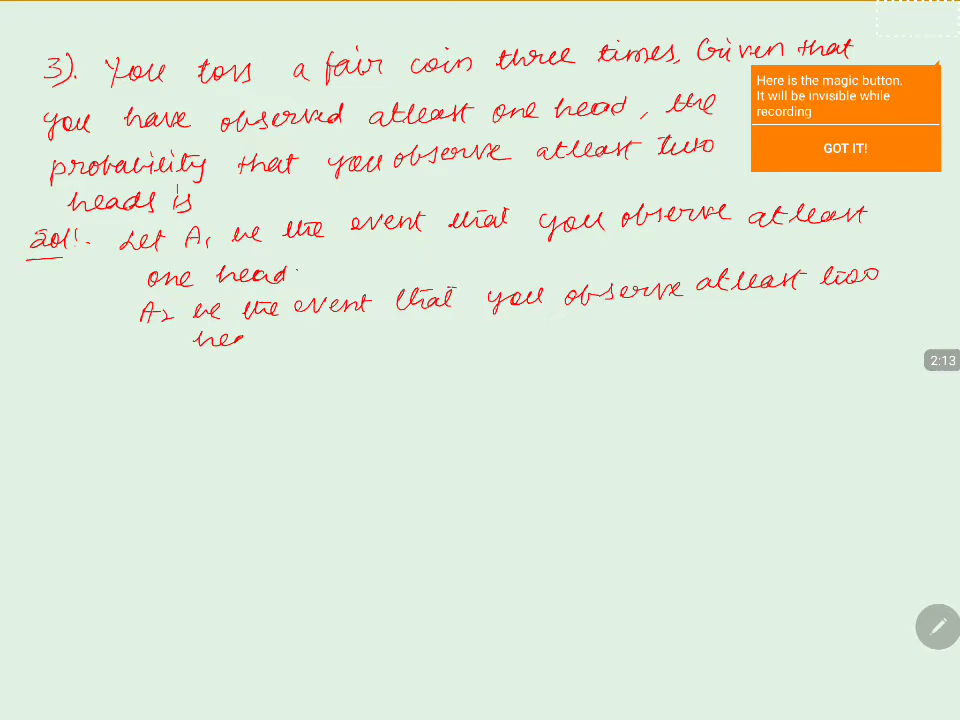 3). You toss a fair coin three times. Given that
you have observed atleast one head, the
probability that you observe atleast two
heads is
Sol!. Let A1 be the event that you observe atleast
one head.
A2 be the event that you observe atleast two
hea
Here is the magic button.
It will be invisible while
recording
GOT IT!
2:13